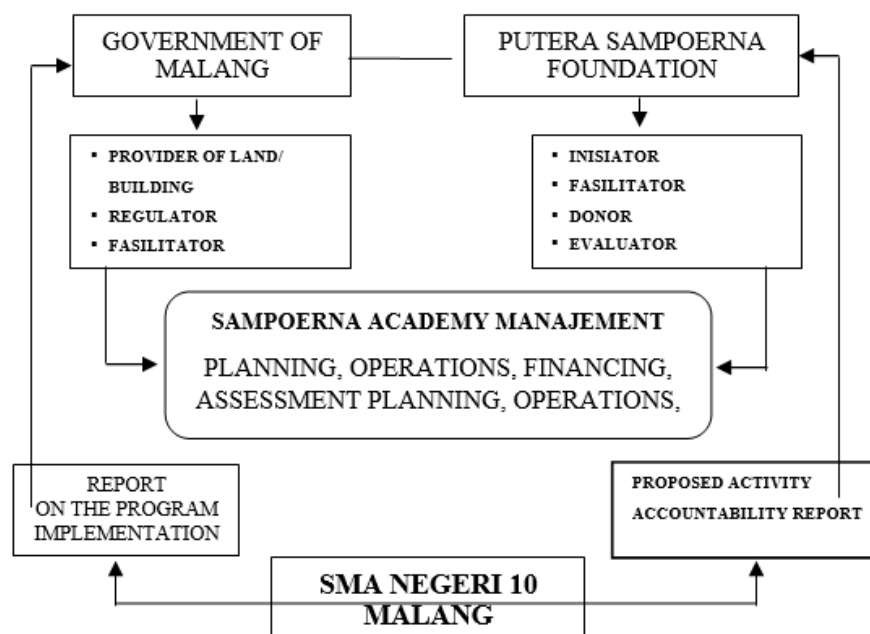 GOVERNMENT OF
MALANG
PUTERA SAMPOERNA
FOUNDATION
▪ PROVIDER OF LAND/
BUILDING
▪ REGULATOR
▪ FASILITATOR
▪ INISIATOR
▪ FASILITATOR
▪ DONOR
▪ EVALUATOR
SAMPOERNA ACADEMY MANAJEMENT
PLANNING, OPERATIONS, FINANCING,
ASSESSMENT PLANNING, OPERATIONS,
REPORT
ON THE PROGRAM
IMPLEMENTATION
PROPOSED ACTIVITY
ACCOUNTABILITY REPORT
SMA NEGERI 10
MALANG